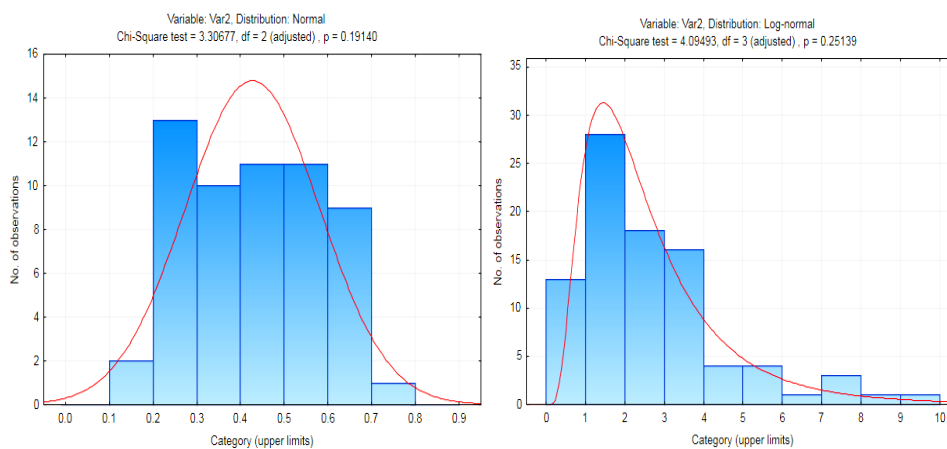 Variable: Var2, Distribution: Normal
Chi-Square test = 3.30677, df = 2 (adjusted) , p = 0.19140
16
14
12
10
8
6
4
2
0
No. of observations
0.0 0.1 0.2 0.3 0.4 0.5 0.6 0.7 0.8 0.9
Category (upper limits)
Variable: Var2, Distribution: Log-normal
Chi-Square test = 4.09493, df = 3 (adjusted) , p = 0.25139
35
30
25
20
15
10
5
0
No. of observations
0 1 2 3 4 5 6 7 8 9 10
Category (upper limits)